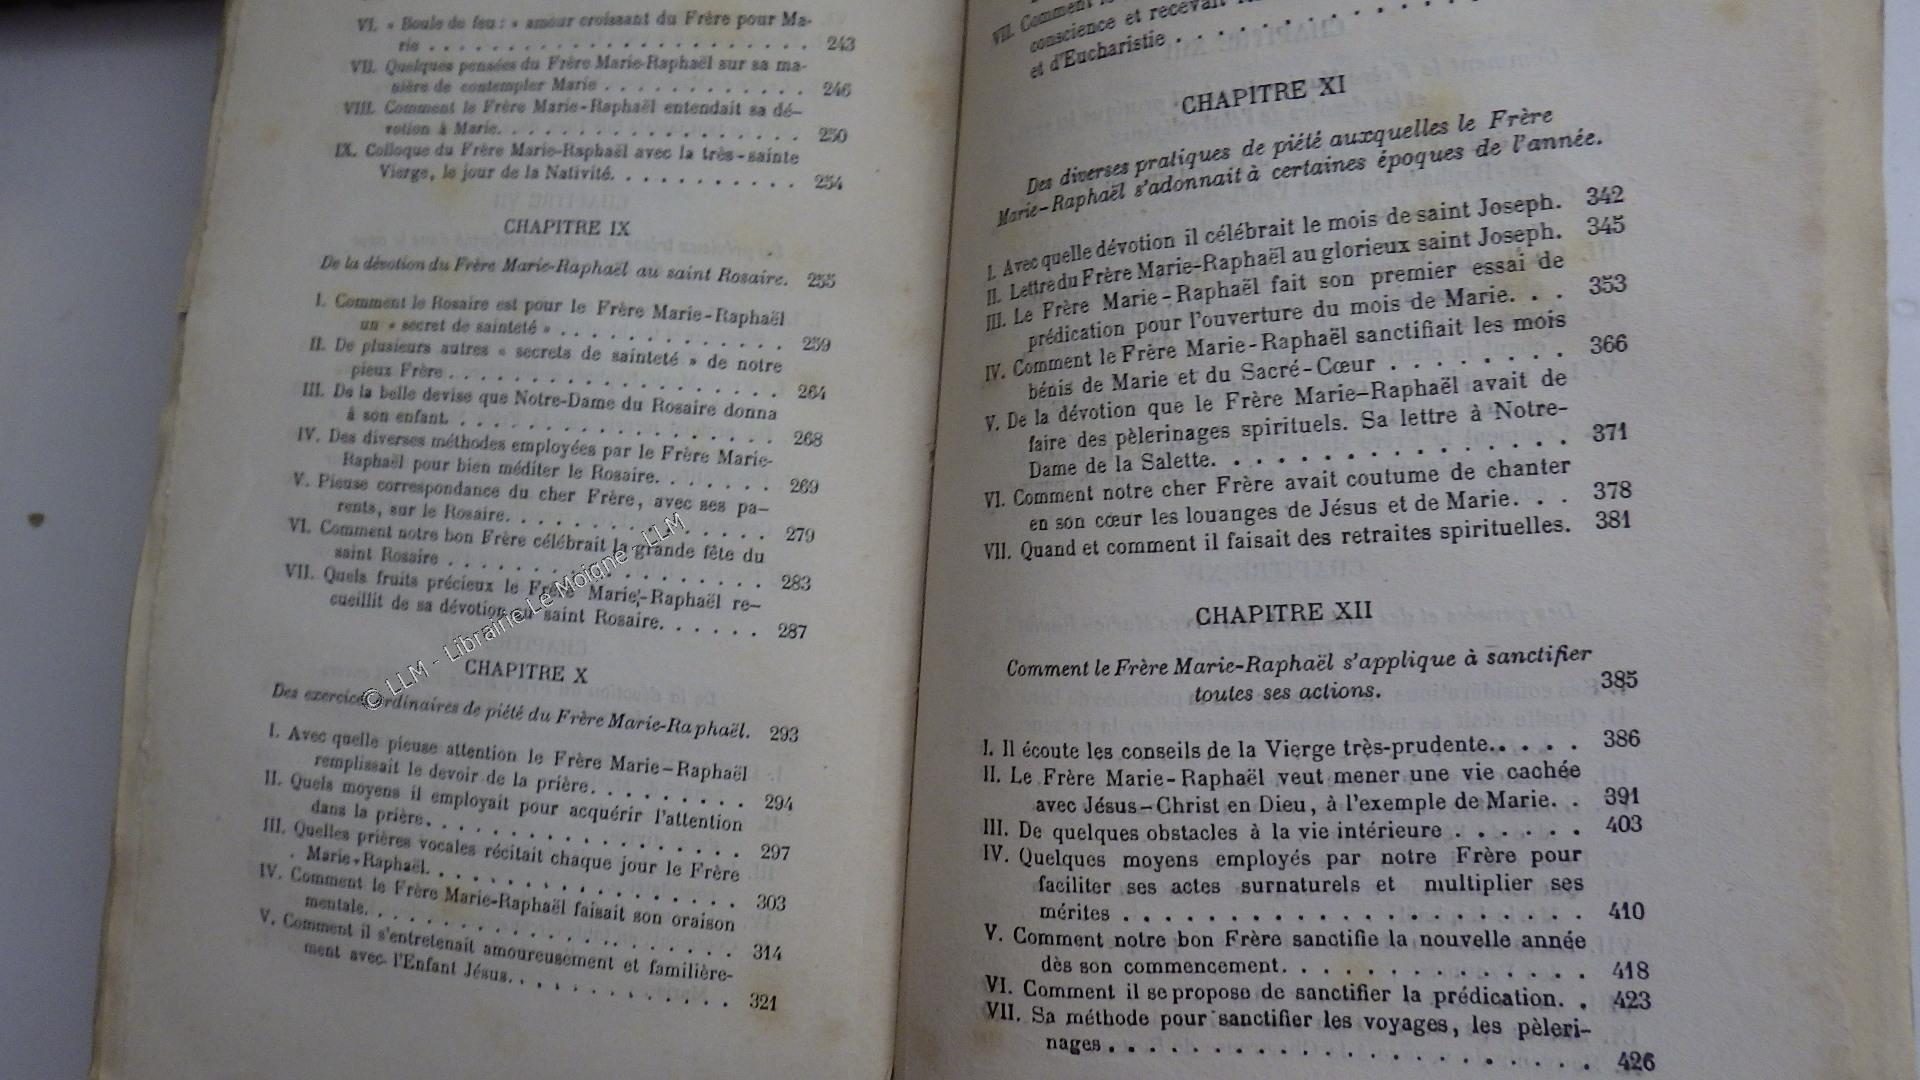 VI. « Boule de feu : » amour croissant du Frère pour Ma-
rie . . . . . . . . . . . . . . . . . . . . . . 243
VII. Quelques pensées du Frère Marie-Raphaël sur sa ma-
nière de contempler Marie . . . . . . . . . . . . 246
VIII. Comment le Frère Marie-Raphaël entendait sa dé-
votion à Marie. . . . . . . . . . . . . . . . . . 250
IX. Colloque du Frère Marie-Raphaël avec la très-sainte
Vierge, le jour de la Nativité. . . . . . . . . . . 254
CHAPITRE IX
De la dévotion du Frère Marie-Raphaël au saint Rosaire. 255
I. Comment le Rosaire est pour le Frère Marie-Raphaël
un « secret de sainteté » . . . . . . . . . . . . . 259
II. De plusieurs autres « secrets de sainteté » de notre
pieux Frère . . . . . . . . . . . . . . . . . . . 264
III. De la belle devise que Notre-Dame du Rosaire donna
à son enfant. . . . . . . . . . . . . . . . . . . 268
IV. Des diverses méthodes employées par le Frère Marie-
Raphaël pour bien méditer le Rosaire. . . . . . . 269
V. Pieuse correspondance du cher Frère, avec ses pa-
rents, sur le Rosaire. . . . . . . . . . . . . . . 279
VI. Comment notre bon Frère célébrait la grande fête du
saint Rosaire . . . . . . . . . . . . . . . . . . 283
VII. Quels fruits précieux le Frère Marie-Raphaël re-
cueillit de sa dévotion au saint Rosaire. . . . . . 287
CHAPITRE X
Des exercices ordinaires de piété du Frère Marie-Raphaël. 293
I. Avec quelle pieuse attention le Frère Marie-Raphaël
remplissait le devoir de la prière. . . . . . . . . 294
II. Quels moyens il employait pour acquérir l'attention
dans la prière. . . . . . . . . . . . . . . . . . 297
III. Quelles prières vocales récitait chaque jour le Frère
Marie-Raphaël. . . . . . . . . . . . . . . . . . 303
IV. Comment le Frère Marie-Raphaël faisait son oraison
mentale. . . . . . . . . . . . . . . . . . . . . 314
V. Comment il s'entretenait amoureusement et familière-
ment avec l'Enfant Jésus. . . . . . . . . . . . . 321
© LLM - Librairie Le Moigne - LLM
VII. Comment
conscience et recevait
et d'Eucharistie . . . . . . . . .
CHAPITRE XI
Des diverses pratiques de piété auxquelles le Frère
Marie-Raphaël s'adonnait à certaines époques de l'année.
I. Avec quelle dévotion il célébrait le mois de saint Joseph. 342
II. Lettre du Frère Marie-Raphaël au glorieux saint Joseph. 345
III. Le Frère Marie-Raphaël fait son premier essai de
prédication pour l'ouverture du mois de Marie. . . 353
IV. Comment le Frère Marie-Raphaël sanctifiait les mois
bénis de Marie et du Sacré-Cœur . . . . . . . . 366
V. De la dévotion que le Frère Marie-Raphaël avait de
faire des pèlerinages spirituels. Sa lettre à Notre-
Dame de la Salette. . . . . . . . . . . . . . . . 371
VI. Comment notre cher Frère avait coutume de chanter
en son cœur les louanges de Jésus et de Marie. . . 378
VII. Quand et comment il faisait des retraites spirituelles. 381
CHAPITRE XII
Comment le Frère Marie-Raphaël s'applique à sanctifier
toutes ses actions. 385
I. Il écoute les conseils de la Vierge très-prudente. . . . . 386
II. Le Frère Marie-Raphaël veut mener une vie cachée
avec Jésus-Christ en Dieu, à l'exemple de Marie. . 391
III. De quelques obstacles à la vie intérieure . . . . . . 403
IV. Quelques moyens employés par notre Frère pour
faciliter ses actes surnaturels et multiplier ses
mérites . . . . . . . . . . . . . . . . . . . . 410
V. Comment notre bon Frère sanctifie la nouvelle année
dès son commencement. . . . . . . . . . . . . . 418
VI. Comment il se propose de sanctifier la prédication. . 423
VII. Sa méthode pour sanctifier les voyages, les pèleri-
nages . . . . . . . . . . . . . . . . . . . . . 426